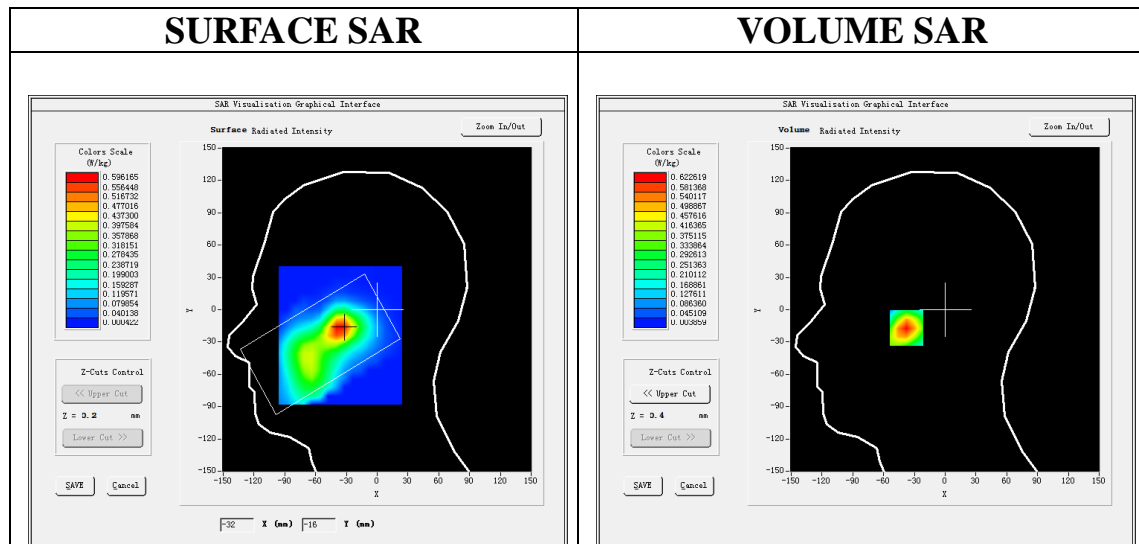 SURFACE SAR
VOLUME SAR
SAR Visualisation Graphical Interface
Surface Radiated Intensity
Zoom In/Out
Colors Scale
(W/kg)
0.596165
0.556448
0.516732
0.477016
0.437300
0.397584
0.357868
0.318151
0.278435
0.238719
0.199003
0.159287
0.119571
0.079854
0.040138
0.000422
Z-Cuts Control
<< Upper Cut
Z = 0.2 mm
Lower Cut >>
SAVE Cancel
150
120
90
60
30
0
-30
-60
-90
-120
-150
Y
-150 -120 -90 -60 -30 0 30 60 90 120 150
X
-32 X (mm) -16 Y (mm)
SAR Visualisation Graphical Interface
Volume Radiated Intensity
Zoom In/Out
Colors Scale
(W/kg)
0.622619
0.581368
0.540117
0.498867
0.457616
0.416365
0.375115
0.333864
0.292613
0.251363
0.210112
0.168861
0.127611
0.086360
0.045109
0.003859
Z-Cuts Control
<< Upper Cut
Z = 0.4 mm
Lower Cut >>
SAVE Cancel
150
120
90
60
30
0
-30
-60
-90
-120
-150
Y
-150 -120 -90 -60 -30 0 30 60 90 120 150
X